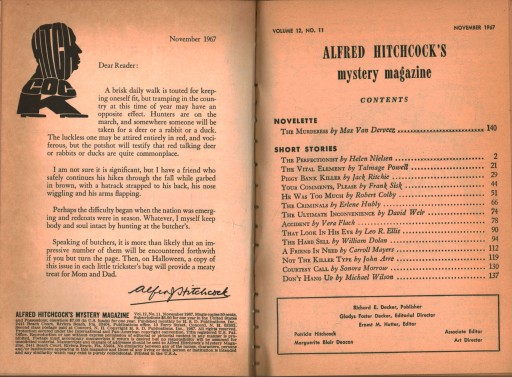 HITCH
COC
K
November 1967
Dear Reader:
A brisk daily walk is touted for keep-
ing oneself fit, but tramping in the coun-
try at this time of year may have an
opposite effect. Hunters are on the
march, and somewhere someone will be
taken for a deer or a rabbit or a duck.
The luckless one may be attired entirely in red, and vocif-
erous, but the potshot will testify that red talking deer
or rabbits or ducks are quite commonplace.
I am not sure it is significant, but I have a friend who
safely continues his hikes through the fall while garbed
in brown, with a hatrack strapped to his back, his nose
wiggling and his arms flapping.
Perhaps the difficulty began when the nation was emerg-
ing and redcoats were in season. Whatever, I myself keep
body and soul intact by hunting at the butcher's.
Speaking of butchers, it is more than likely that an im-
pressive number of them will be encountered forthwith
if you but turn the page. Then, on Halloween, a copy of
this issue in each little trickster's bag will provide a meaty
treat for Mom and Dad.
Alfred Hitchcock
ALFRED HITCHCOCK'S MYSTERY MAGAZINE
VOLUME 12, NO. 11
NOVEMBER 1967
ALFRED HITCHCOCK'S
mystery magazine
CONTENTS
NOVELETTE
THE MURDERESS by Max Van Derveer 140
SHORT STORIES
THE PERFECTIONIST by Helen Nielsen 2
THE VITAL ELEMENT by Talmage Powell 21
PIGGY BANK KILLER by Jack Ritchie 29
YOUR COMMENTS, PLEASE by Frank Sisk 44
HE WAS TOO MUCH by Robert Colby 51
THE CRIMINALS by Erlene Hubly 66
THE ULTIMATE INCONVENIENCE by David Weir 74
ACCIDENT by Vera Flach 78
THAT LOOK IN HIS EYE by Leo R. Ellis 90
THE HARD SELL by William Dolan 94
A FRIEND IN NEED by Carroll Mayers 112
NOT THE KILLER TYPE by John Arre 119
COURTESY CALL by Sonora Morrow 130
DON'T HANG UP by Michael Wilson 137
Richard E. Decker, Publisher
Gladys Foster Decker, Editorial Director
Ernest M. Hutter, Editor
Patricia Hitchcock
Associate Editor
Marguerite Blair Deacon
Art Director